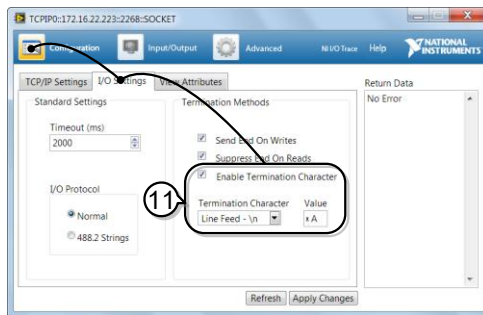 TCPIP0::172.16.22.223::2268::SOCKET
Configuration Input/Output Advanced NI I/O Trace Help NATIONAL INSTRUMENTS
TCP/IP Settings I/O Settings View Attributes
Return Data
No Error
Standard Settings
Timeout (ms)
2000
I/O Protocol
Normal
488.2 Strings
Termination Methods
Send End On Writes
Suppress End On Reads
Enable Termination Character
Termination Character Value
Line Feed - \n x A
11
Refresh Apply Changes